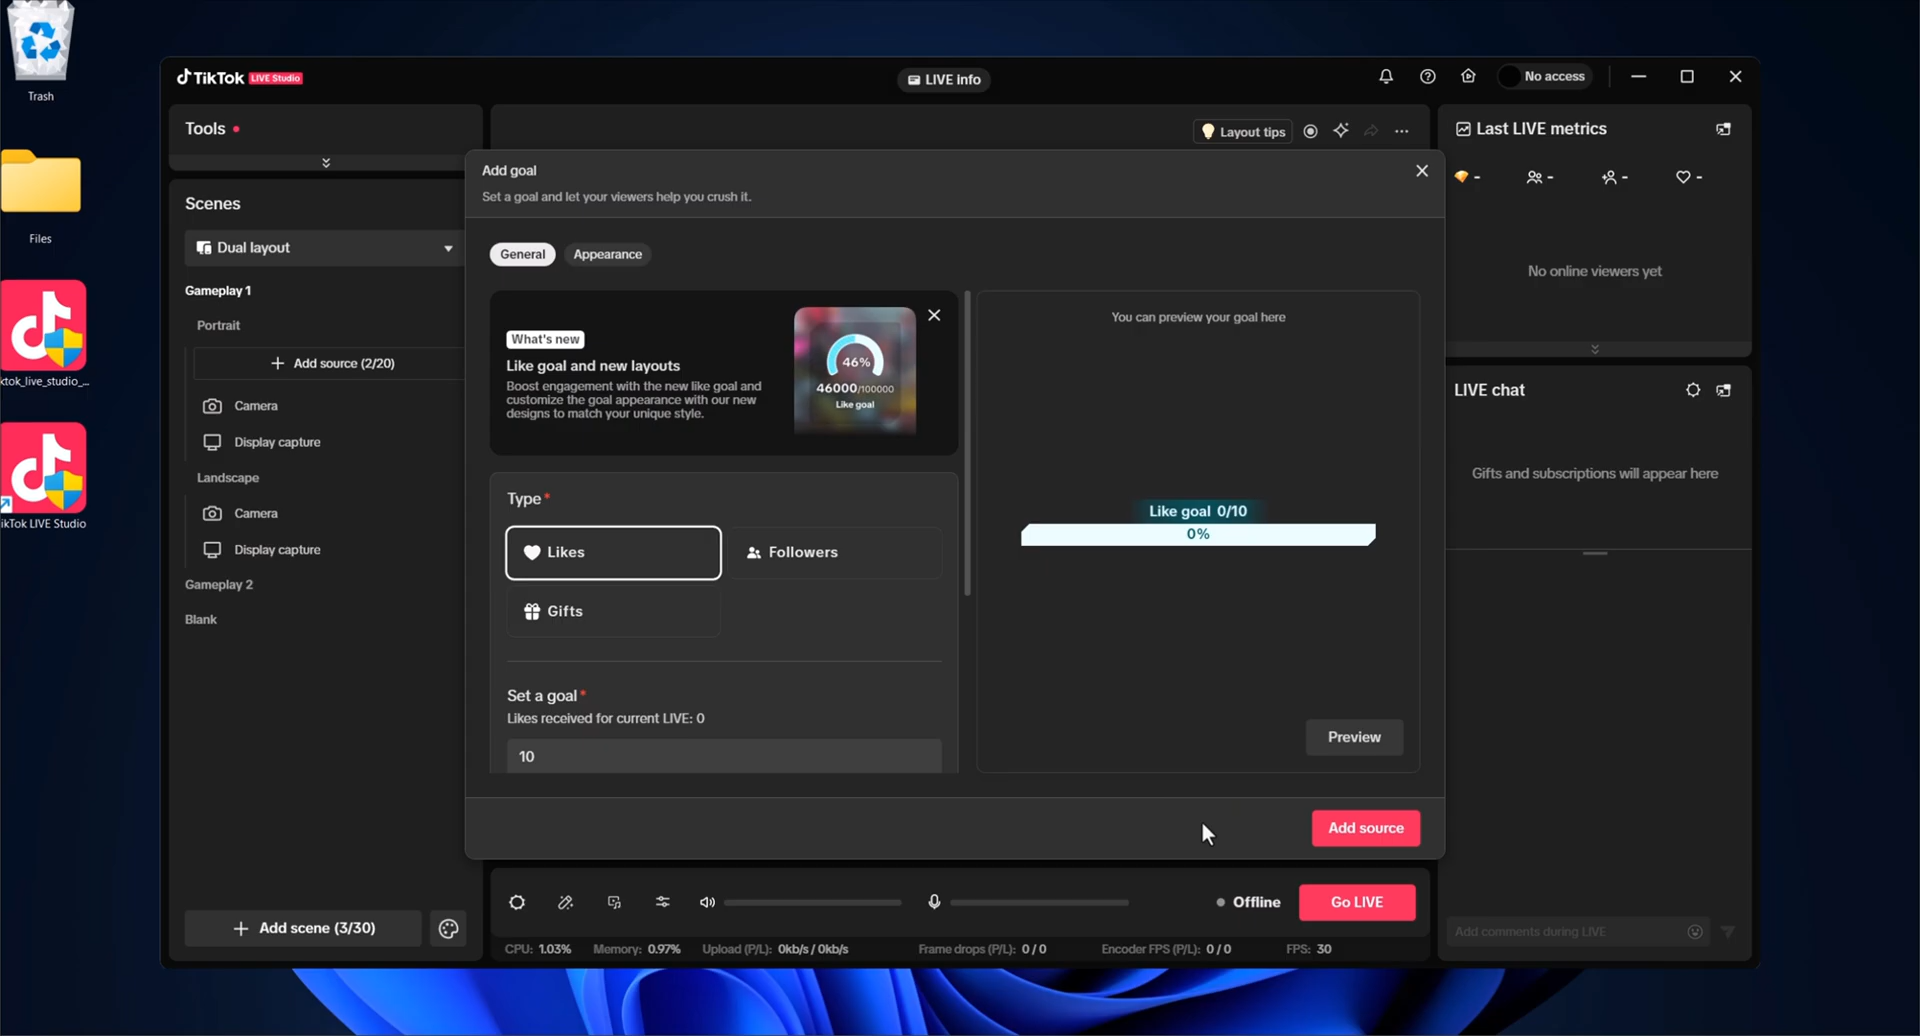 Trash
Files
ktok_live_studio_...
ikTok LIVE Studio
TikTok LIVE Studio
LIVE info
No access
Tools
Scenes
Dual layout
Gameplay 1
Portrait
Add source (2/20)
Camera
Display capture
Landscape
Camera
Display capture
Gameplay 2
Blank
Add scene (3/30)
Layout tips
Add goal
Set a goal and let your viewers help you crush it.
General
Appearance
What's new
Like goal and new layouts
Boost engagement with the new like goal and
customize the goal appearance with our new
designs to match your unique style.
46%
46000/100000
Like goal
Type*
Likes
Followers
Gifts
Set a goal*
Likes received for current LIVE: 0
10
You can preview your goal here
Like goal 0/10
0%
Preview
Add source
Offline
Go LIVE
CPU: 1.03%
Memory: 0.97%
Upload (P/L): 0kb/s / 0kb/s
Frame drops (P/L): 0 / 0
Encoder FPS (P/L): 0 / 0
FPS: 30
Last LIVE metrics
-
-
-
-
No online viewers yet
LIVE chat
Gifts and subscriptions will appear here
Add comments during LIVE